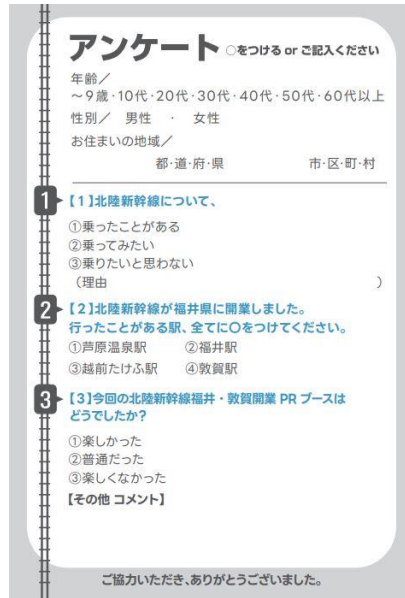 アンケート ○をつける or ご記入ください
年齢／
～9歳・10代・20代・30代・40代・50代・60代以上
性別／ 男性 ・ 女性
お住まいの地域／
都・道・府・県 市・区・町・村
1 【1】北陸新幹線について、
①乗ったことがある
②乗ってみたい
③乗りたいと思わない
（理由 ）
2 【2】北陸新幹線が福井県に開業しました。
行ったことがある駅、全てに○をつけてください。
①芦原温泉駅 ②福井駅
③越前たけふ駅 ④敦賀駅
3 【3】今回の北陸新幹線福井・敦賀開業 PR ブースは
どうでしたか？
①楽しかった
②普通だった
③楽しくなかった
【その他 コメント】
ご協力いただき、ありがとうございました。